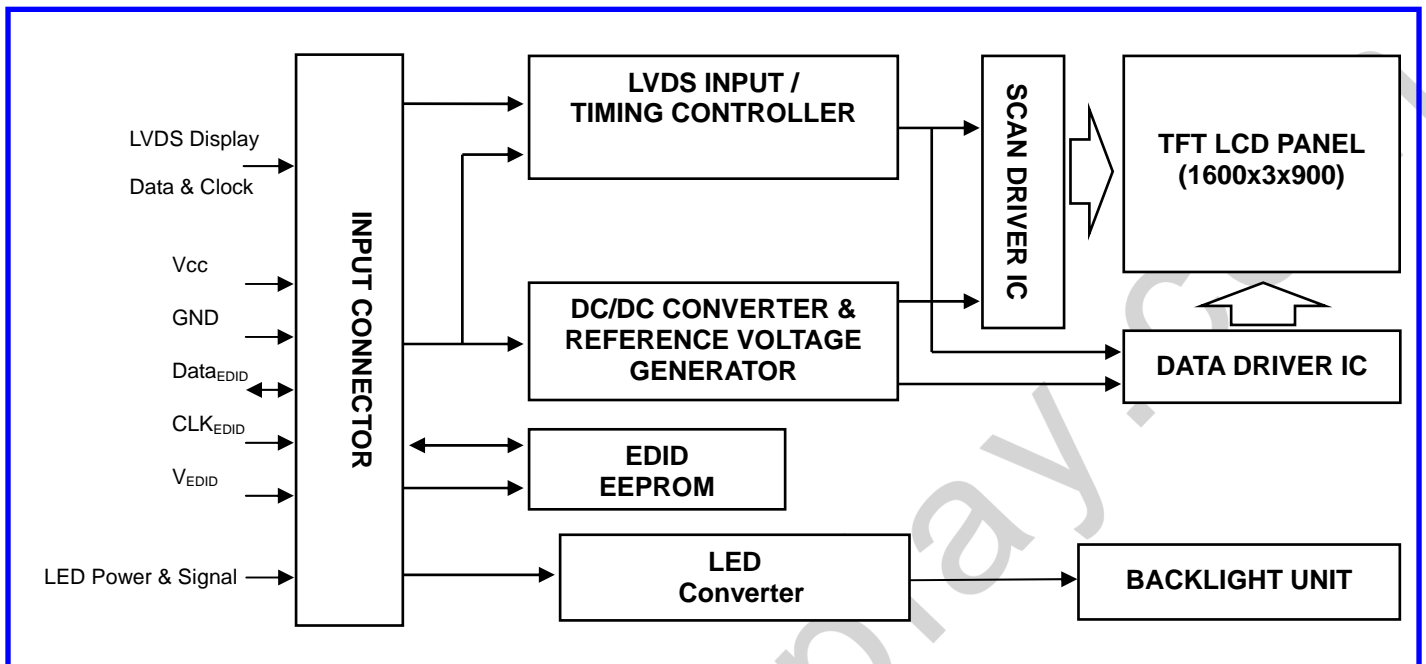 LVDS Display
Data & Clock
Vcc
GND
DataEDID
CLKEDID
VEDID
LED Power & Signal
INPUT CONNECTOR
LVDS INPUT /
TIMING CONTROLLER
DC/DC CONVERTER &
REFERENCE VOLTAGE
GENERATOR
EDID
EEPROM
LED
Converter
SCAN DRIVER IC
TFT LCD PANEL
(1600x3x900)
DATA DRIVER IC
BACKLIGHT UNIT